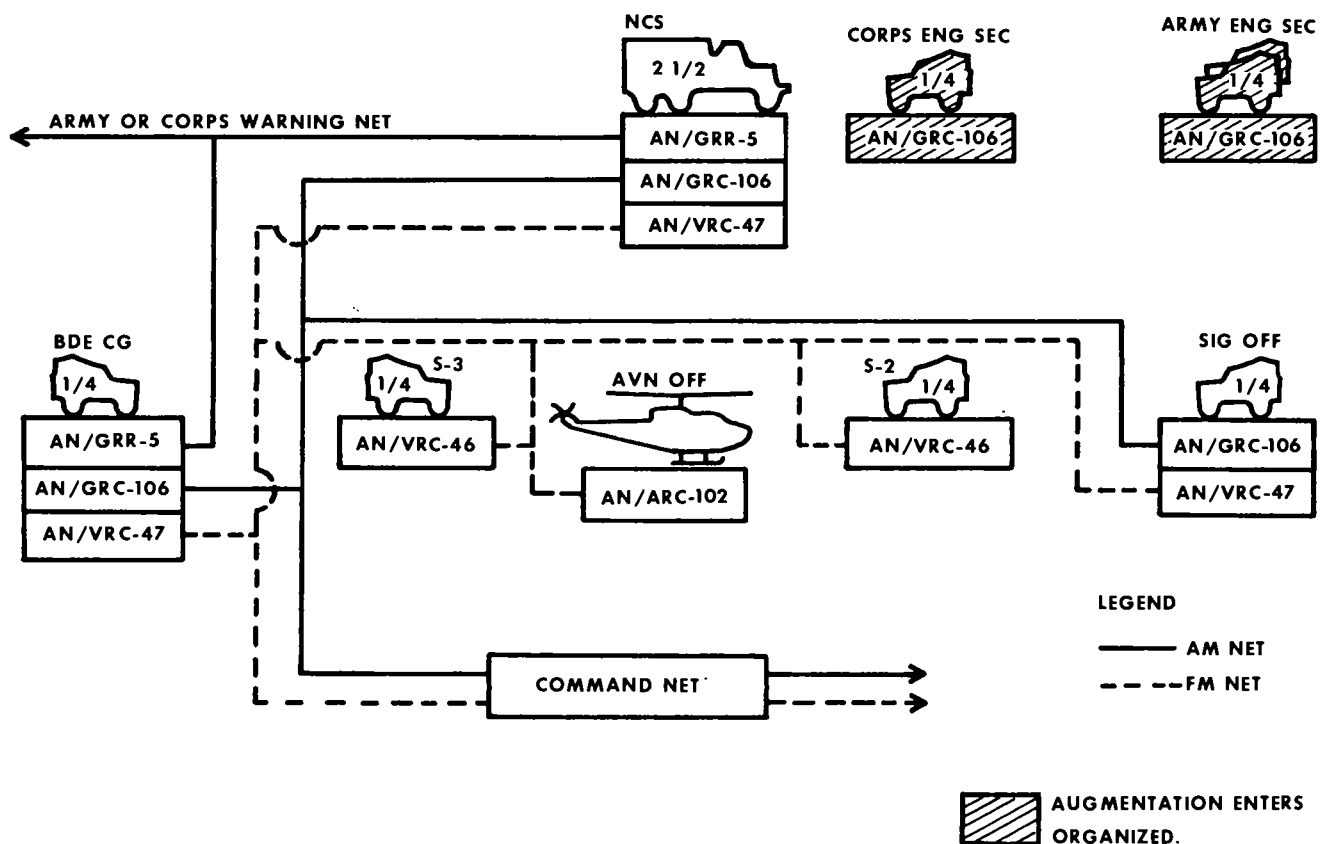 NCS
2 1/2
CORPS ENG SEC
1/4
ARMY ENG SEC
1/4
ARMY OR CORPS WARNING NET
AN/GRR-5
AN/GRC-106
AN/VRC-47
AN/GRC-106
AN/GRC-106
BDE CG
1/4
AN/GRR-5
AN/GRC-106
AN/VRC-47
S-3
1/4
AN/VRC-46
AVN OFF
AN/ARC-102
S-2
1/4
AN/VRC-46
SIG OFF
1/4
AN/GRC-106
AN/VRC-47
COMMAND NET
LEGEND
AM NET
FM NET
AUGMENTATION ENTERS
ORGANIZED.